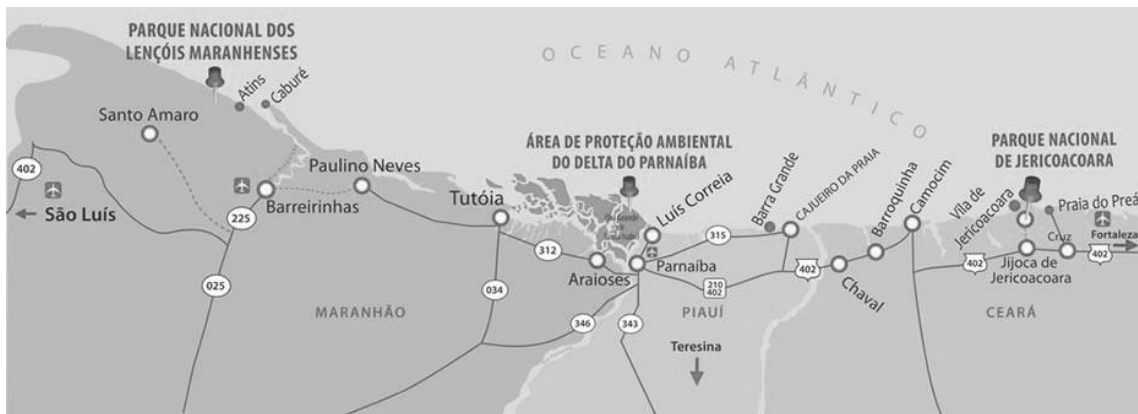 PARQUE NACIONAL DOS
LENÇÓIS MARANHENSES
OCEANO ATLÂNTICO
Atins
Caburé
Santo Amaro
402
São Luís
225
Barreirinhas
Paulino Neves
025
MARANHÃO
Tutóia
312
034
346
ÁREA DE PROTEÇÃO AMBIENTAL
DO DELTA DO PARNAÍBA
Araioses
Luís Correia
Parnaíba
343
315
210
402
PIAUÍ
Teresina
Barra Grande
CAJUEIRO DA PRAIA
402
Chaval
Barroquinha
Camocim
PARQUE NACIONAL
DE JERICOACOARA
Vila de
Jericoacoara
Praia do Preá
402
Jijoca de
Jericoacoara
Cruz
Fortaleza
402
CEARÁ